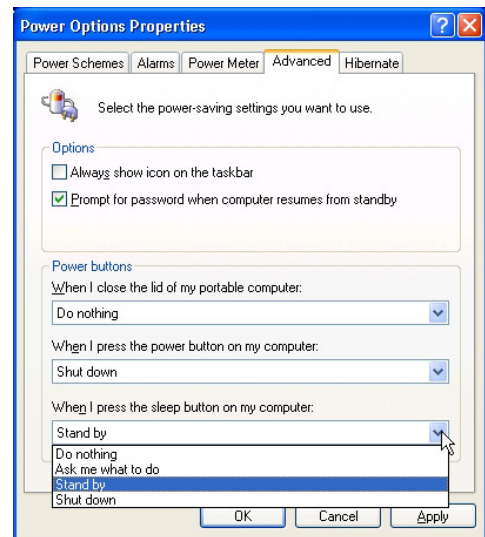 Power Options Properties
Power Schemes Alarms Power Meter Advanced Hibernate
Select the power-saving settings you want to use.
Options
Always show icon on the taskbar
Prompt for password when computer resumes from standby
Power buttons
When I close the lid of my portable computer:
Do nothing
When I press the power button on my computer:
Shut down
When I press the sleep button on my computer:
Stand by
Do nothing
Ask me what to do
Stand by
Shut down
OK Cancel Apply